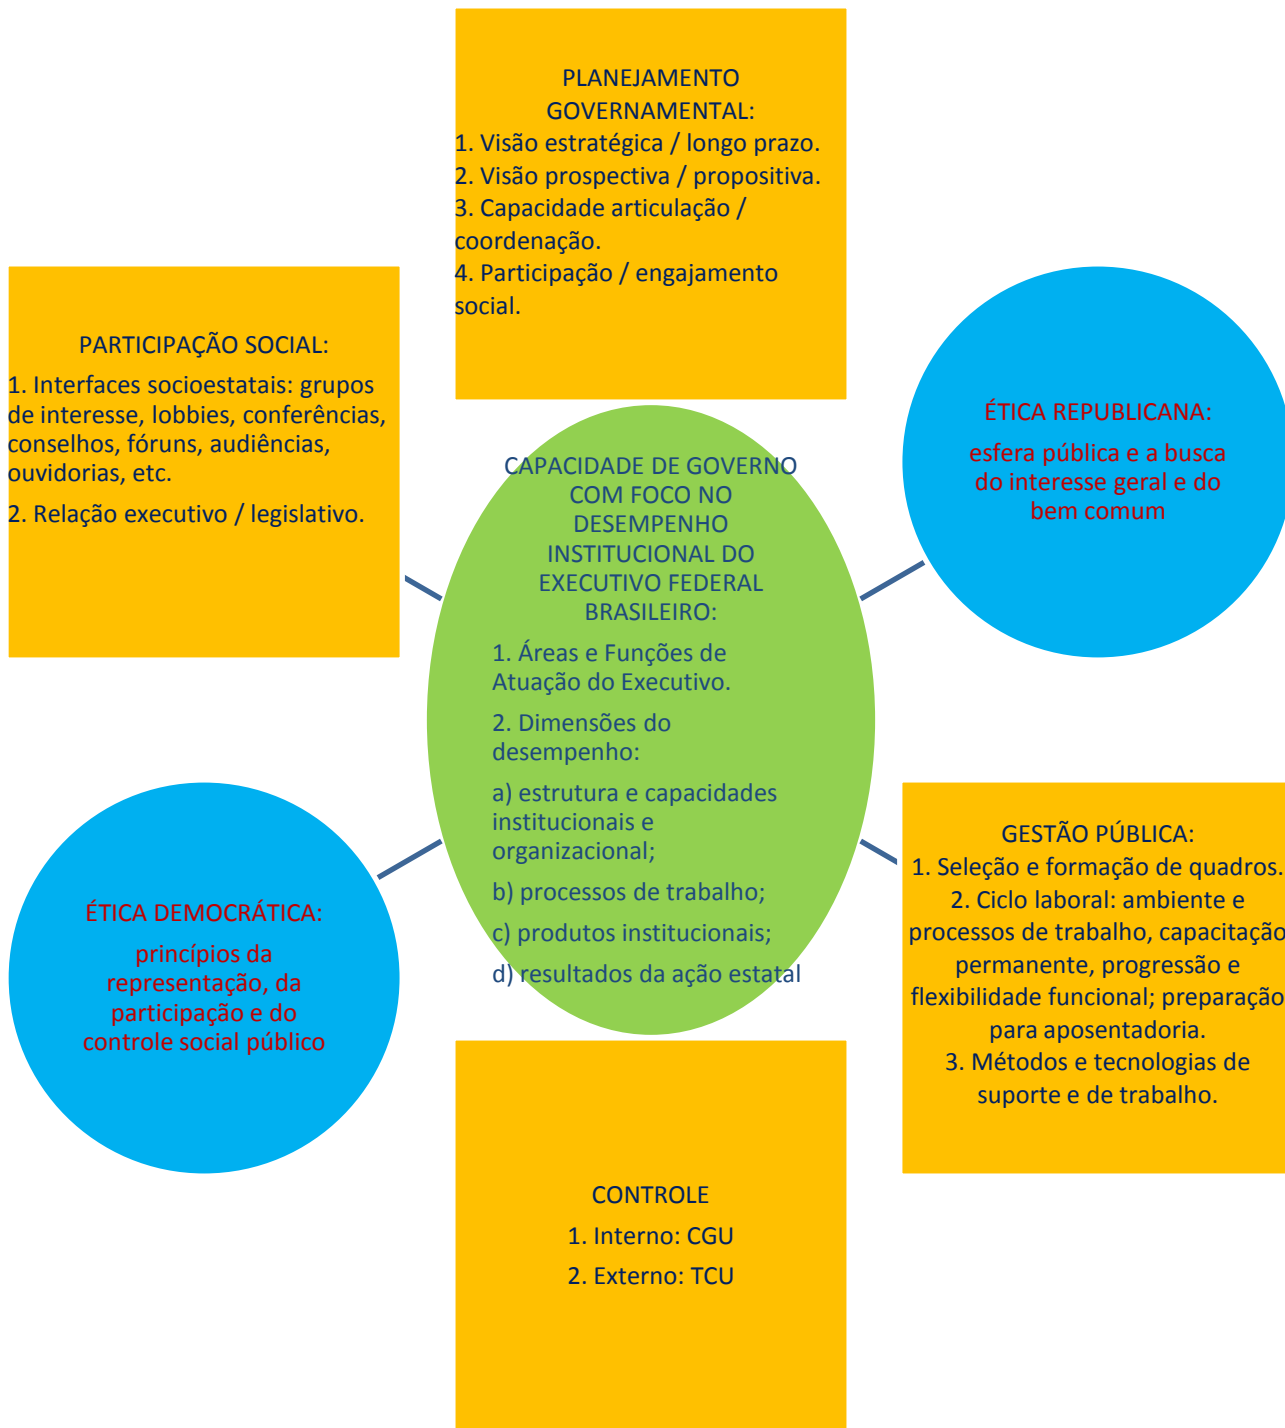 PLANEJAMENTO
GOVERNAMENTAL:
1. Visão estratégica / longo prazo.
2. Visão prospectiva / propositiva.
3. Capacidade articulação /
coordenação.
4. Participação / engajamento
social.
PARTICIPAÇÃO SOCIAL:
1. Interfaces socioestatais: grupos
de interesse, lobbies, conferências,
conselhos, fóruns, audiências,
ouvidorias, etc.
2. Relação executivo / legislativo.
ÉTICA REPUBLICANA:
esfera pública e a busca
do interesse geral e do
bem comum
CAPACIDADE DE GOVERNO
COM FOCO NO
DESEMPENHO
INSTITUCIONAL DO
EXECUTIVO FEDERAL
BRASILEIRO:
1. Áreas e Funções de
Atuação do Executivo.
2. Dimensões do
desempenho:
a) estrutura e capacidades
institucionais e
organizacional;
b) processos de trabalho;
c) produtos institucionais;
d) resultados da ação estatal
ÉTICA DEMOCRÁTICA:
princípios da
representação, da
participação e do
controle social público
GESTÃO PÚBLICA:
1. Seleção e formação de quadros.
2. Ciclo laboral: ambiente e
processos de trabalho, capacitação
permanente, progressão e
flexibilidade funcional; preparação
para aposentadoria.
3. Métodos e tecnologias de
suporte e de trabalho.
CONTROLE
1. Interno: CGU
2. Externo: TCU